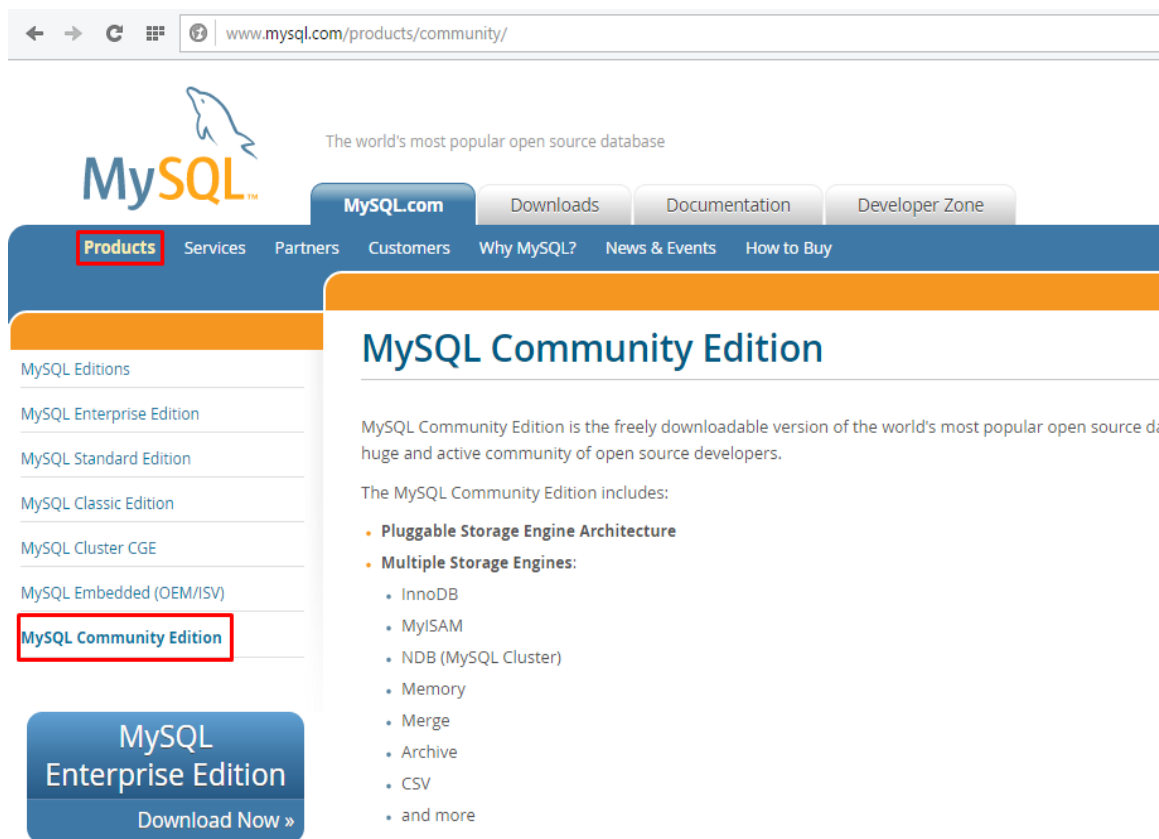 www.mysql.com/products/community/
MySQL™
The world's most popular open source database
MySQL.com Downloads Documentation Developer Zone
Products Services Partners Customers Why MySQL? News & Events How to Buy
MySQL Editions
MySQL Enterprise Edition
MySQL Standard Edition
MySQL Classic Edition
MySQL Cluster CGE
MySQL Embedded (OEM/ISV)
MySQL Community Edition
MySQL
Enterprise Edition
Download Now »
MySQL Community Edition
MySQL Community Edition is the freely downloadable version of the world's most popular open source
huge and active community of open source developers.
The MySQL Community Edition includes:
• Pluggable Storage Engine Architecture
• Multiple Storage Engines:
• InnoDB
• MyISAM
• NDB (MySQL Cluster)
• Memory
• Merge
• Archive
• CSV
• and more